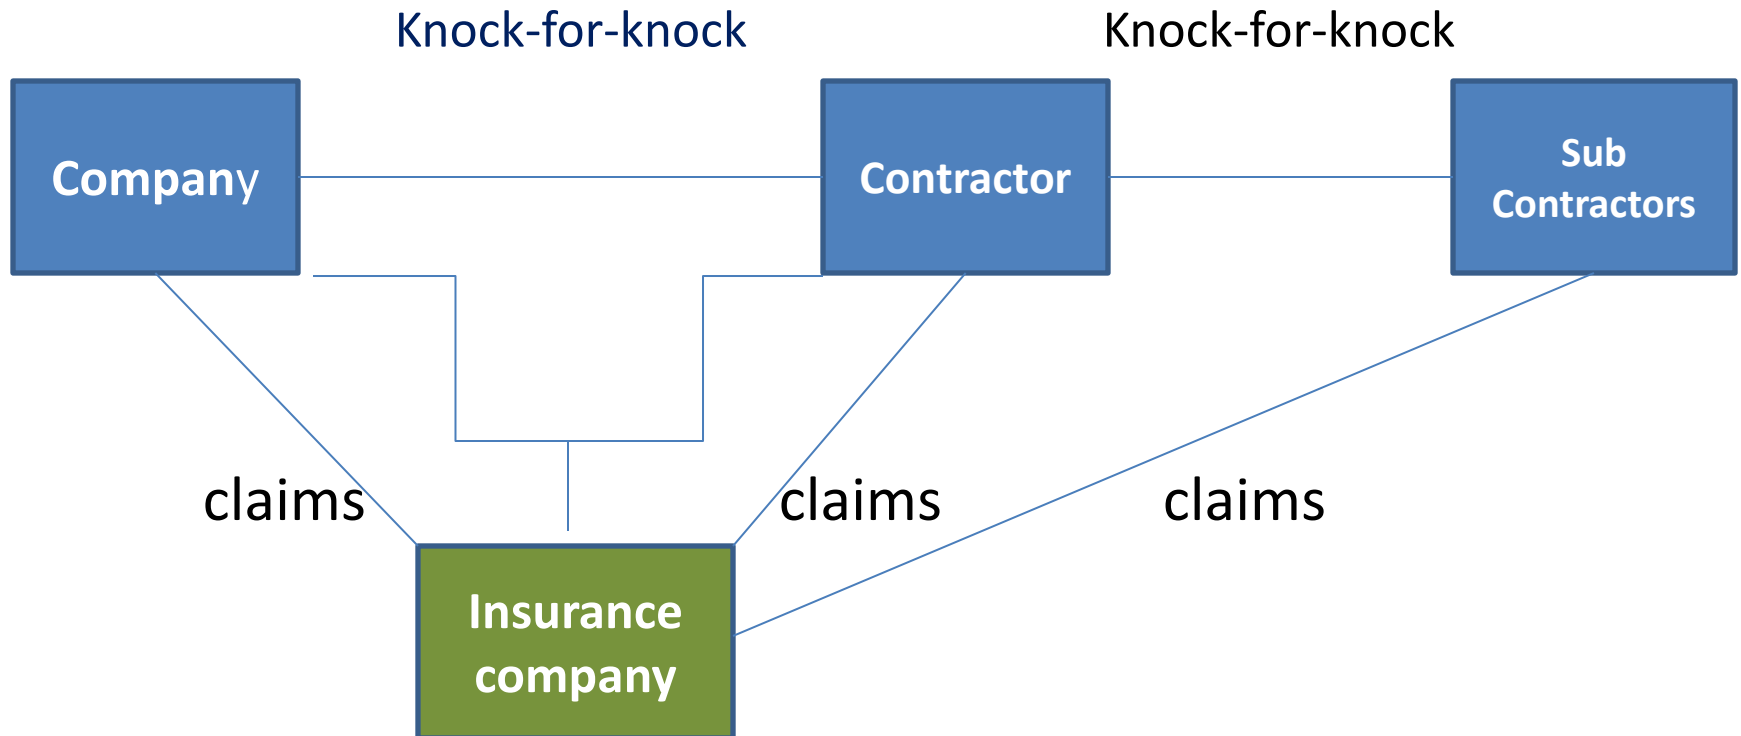 Knock-for-knock
Knock-for-knock
Company
Contractor
Sub
Contractors
claims
claims
claims
Insurance
company